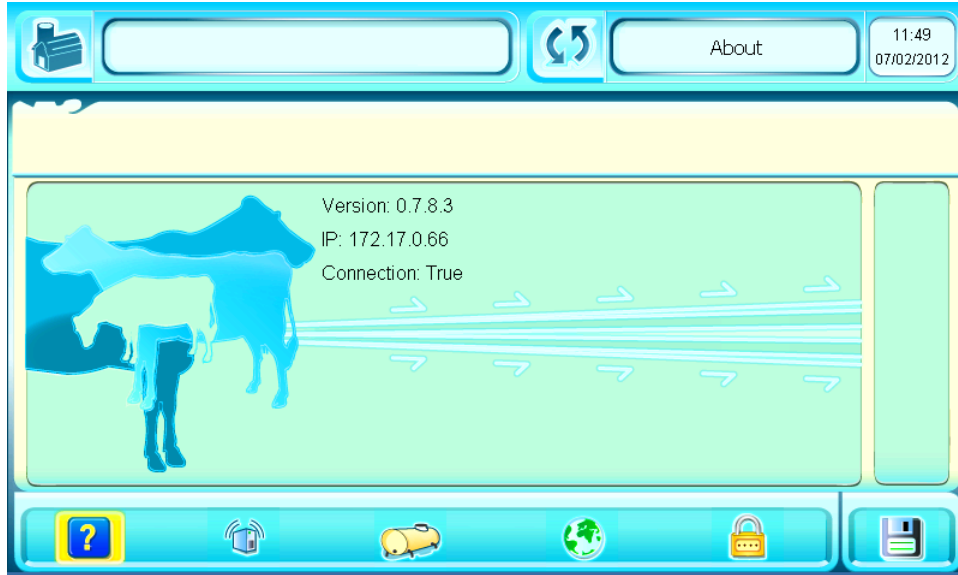 About
11:49
07/02/2012
Version: 0.7.8.3
IP: 172.17.0.66
Connection: True
?